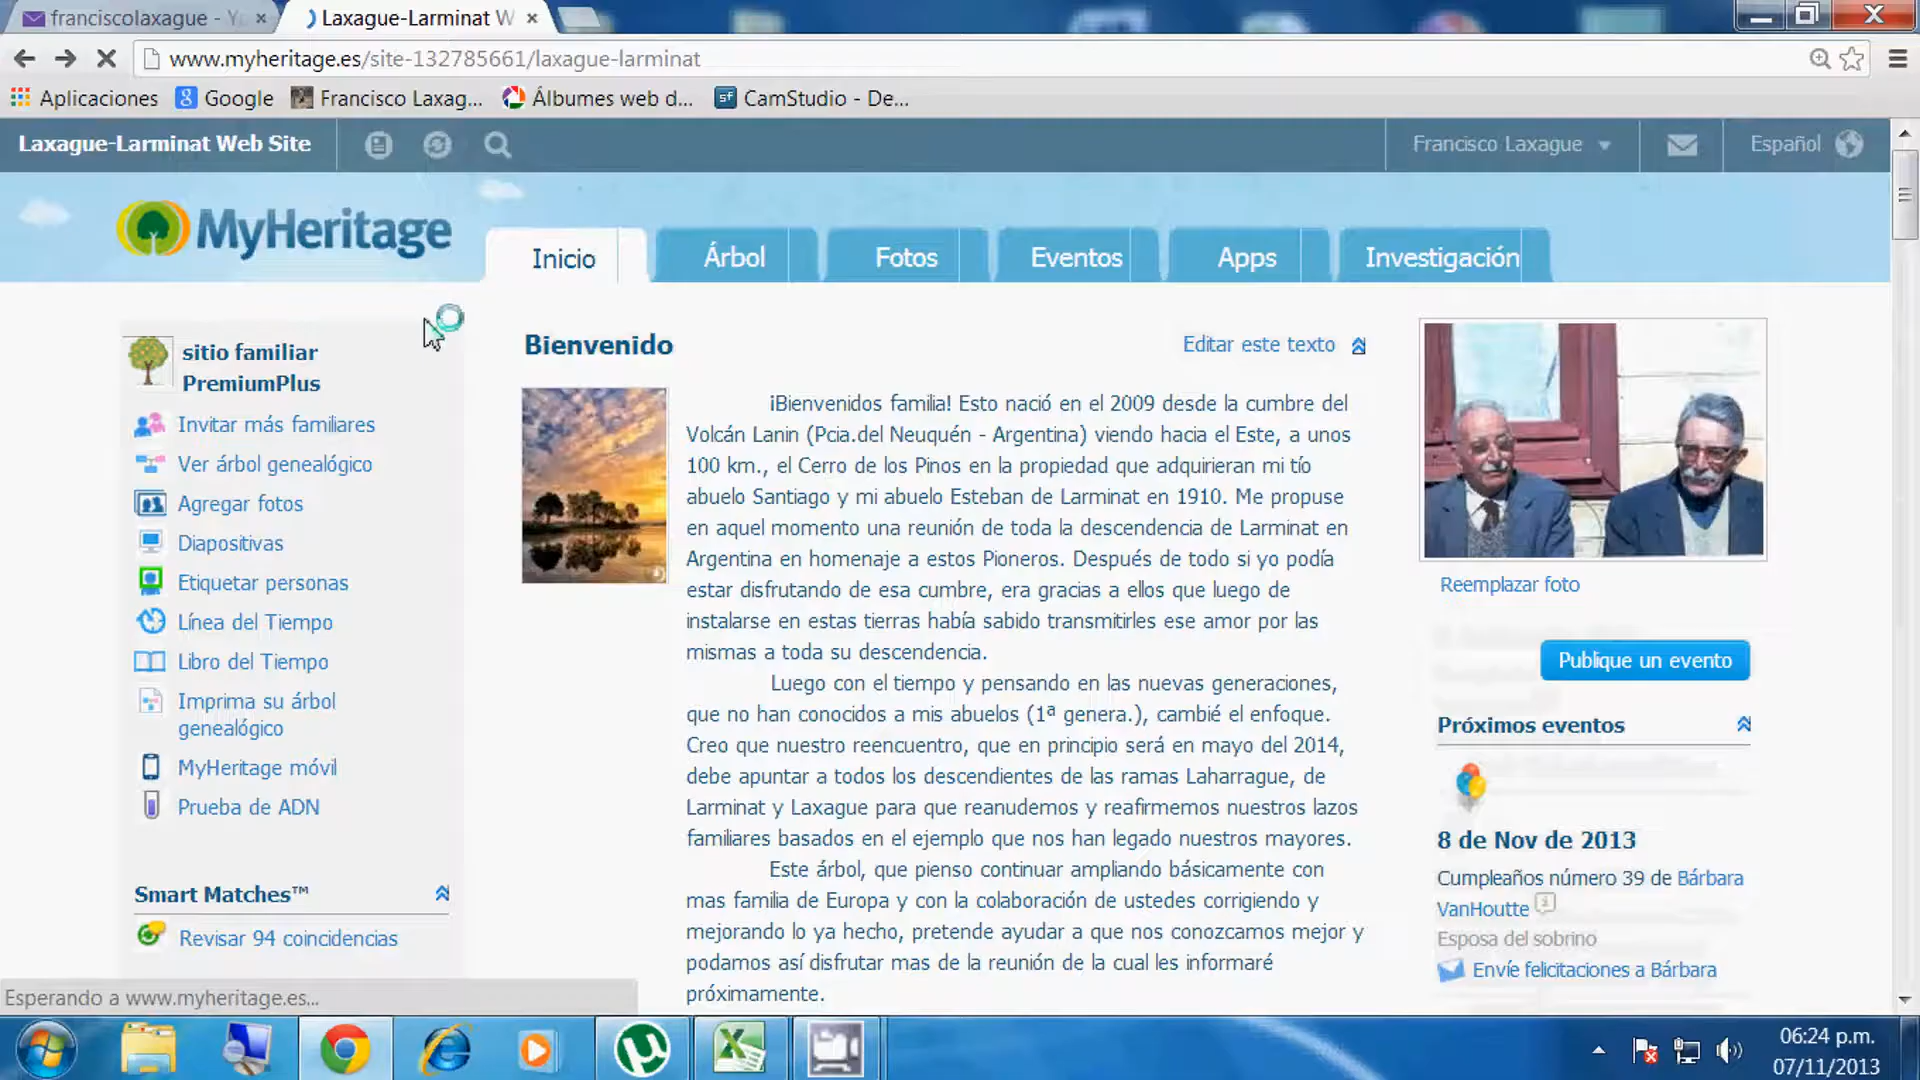 franciscolaxague - Y
Laxague-Larminat W
www.myheritage.es/site-132785661/laxague-larminat
Aplicaciones
Google
Francisco Laxag...
Álbumes web d...
CamStudio - De...
Laxague-Larminat Web Site
Francisco Laxague
Español
MyHeritage
Inicio
Árbol
Fotos
Eventos
Apps
Investigación
sitio familiar
PremiumPlus
Invitar más familiares
Ver árbol genealógico
Agregar fotos
Diapositivas
Etiquetar personas
Línea del Tiempo
Libro del Tiempo
Imprima su árbol
genealógico
MyHeritage móvil
Prueba de ADN
Smart Matches™
Revisar 94 coincidencias
Bienvenido
Editar este texto
¡Bienvenidos familia! Esto nació en el 2009 desde la cumbre del
Volcán Lanin (Pcia.del Neuquén - Argentina) viendo hacia el Este, a unos
100 km., el Cerro de los Pinos en la propiedad que adquirieran mi tío
abuelo Santiago y mi abuelo Esteban de Larminat en 1910. Me propuse
en aquel momento una reunión de toda la descendencia de Larminat en
Argentina en homenaje a estos Pioneros. Después de todo si yo podía
estar disfrutando de esa cumbre, era gracias a ellos que luego de
instalarse en estas tierras había sabido transmitirles ese amor por las
mismas a toda su descendencia.
Luego con el tiempo y pensando en las nuevas generaciones,
que no han conocidos a mis abuelos (1ª genera.), cambié el enfoque.
Creo que nuestro reencuentro, que en principio será en mayo del 2014,
debe apuntar a todos los descendientes de las ramas Laharrague, de
Larminat y Laxague para que reanudemos y reafirmemos nuestros lazos
familiares basados en el ejemplo que nos han legado nuestros mayores.
Este árbol, que pienso continuar ampliando básicamente con
mas familia de Europa y con la colaboración de ustedes corrigiendo y
mejorando lo ya hecho, pretende ayudar a que nos conozcamos mejor y
podamos así disfrutar mas de la reunión de la cual les informaré
próximamente.
Reemplazar foto
Publique un evento
Próximos eventos
8 de Nov de 2013
Cumpleaños número 39 de Bárbara
VanHoutte
Esposa del sobrino
Envíe felicitaciones a Bárbara
Esperando a www.myheritage.es...
06:24 p.m.
07/11/2013